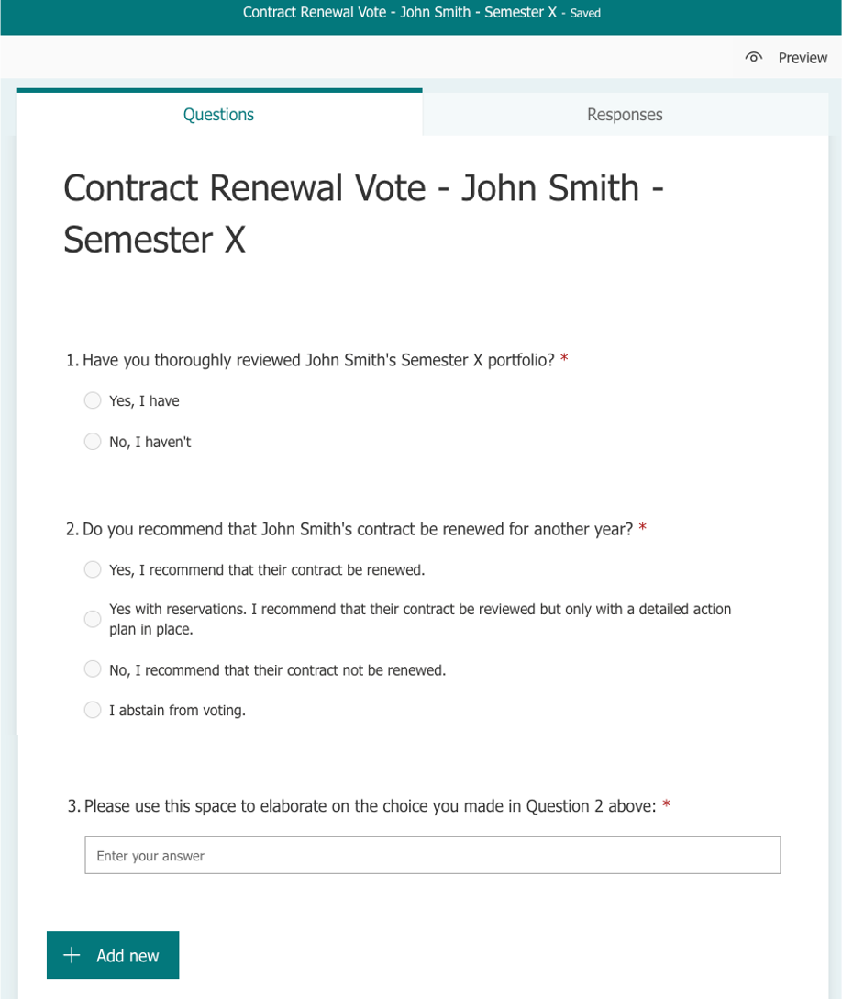 Contract Renewal Vote - John Smith - Semester X - Saved
Preview
Questions
Responses
Contract Renewal Vote - John Smith -
Semester X
1. Have you thoroughly reviewed John Smith's Semester X portfolio? *
Yes, I have
No, I haven't
2. Do you recommend that John Smith's contract be renewed for another year? *
Yes, I recommend that their contract be renewed.
Yes with reservations. I recommend that their contract be reviewed but only with a detailed action
plan in place.
No, I recommend that their contract not be renewed.
I abstain from voting.
3. Please use this space to elaborate on the choice you made in Question 2 above: *
Enter your answer
+ Add new